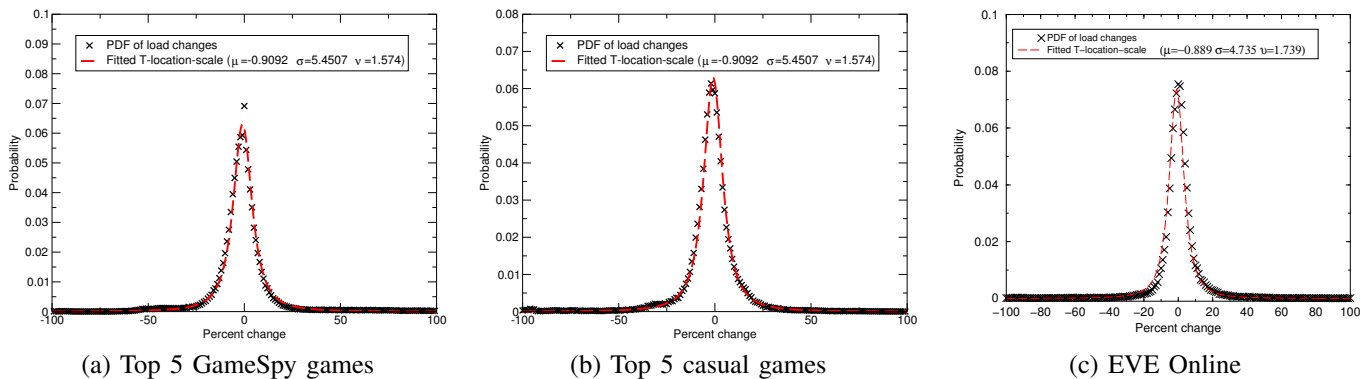 0.1
0.09
0.08
0.07
0.06
0.05
0.04
0.03
0.02
0.01
0
Probability
× PDF of load changes
Fitted T-location-scale (μ=-0.9092 σ=5.4507 ν=1.574)
-100 -50 0 50 100
Percent change
(a) Top 5 GameSpy games
0.08
0.07
0.06
0.05
0.04
0.03
0.02
0.01
0
Probability
× PDF of load changes
Fitted T-location-scale (μ=-0.9092 σ=5.4507 ν=1.574)
-100 -50 0 50 100
Percent change
(b) Top 5 casual games
0.1
0.08
0.06
0.04
0.02
0
Probability
× PDF of load changes
Fitted T-location-scale (μ=-0.889 σ=4.735 υ=1.739)
-100 -80 -60 -40 -20 0 20 40 60 80 100
Percent change
(c) EVE Online